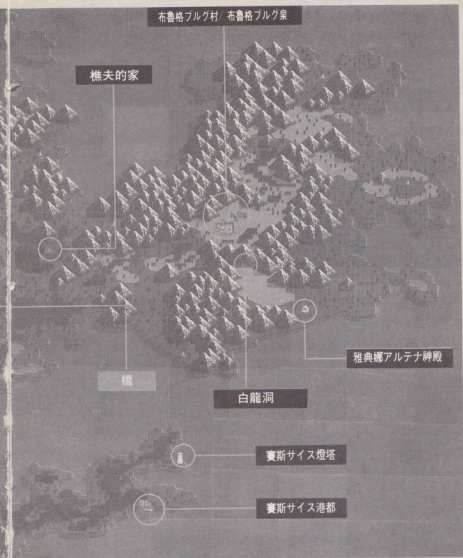 布魯格ブルグ村/ 布魯格ブルグ泉
樵夫的家
雅典娜アルテナ神殿
橋
白龍洞
賽斯サイス燈塔
賽斯サイス港都